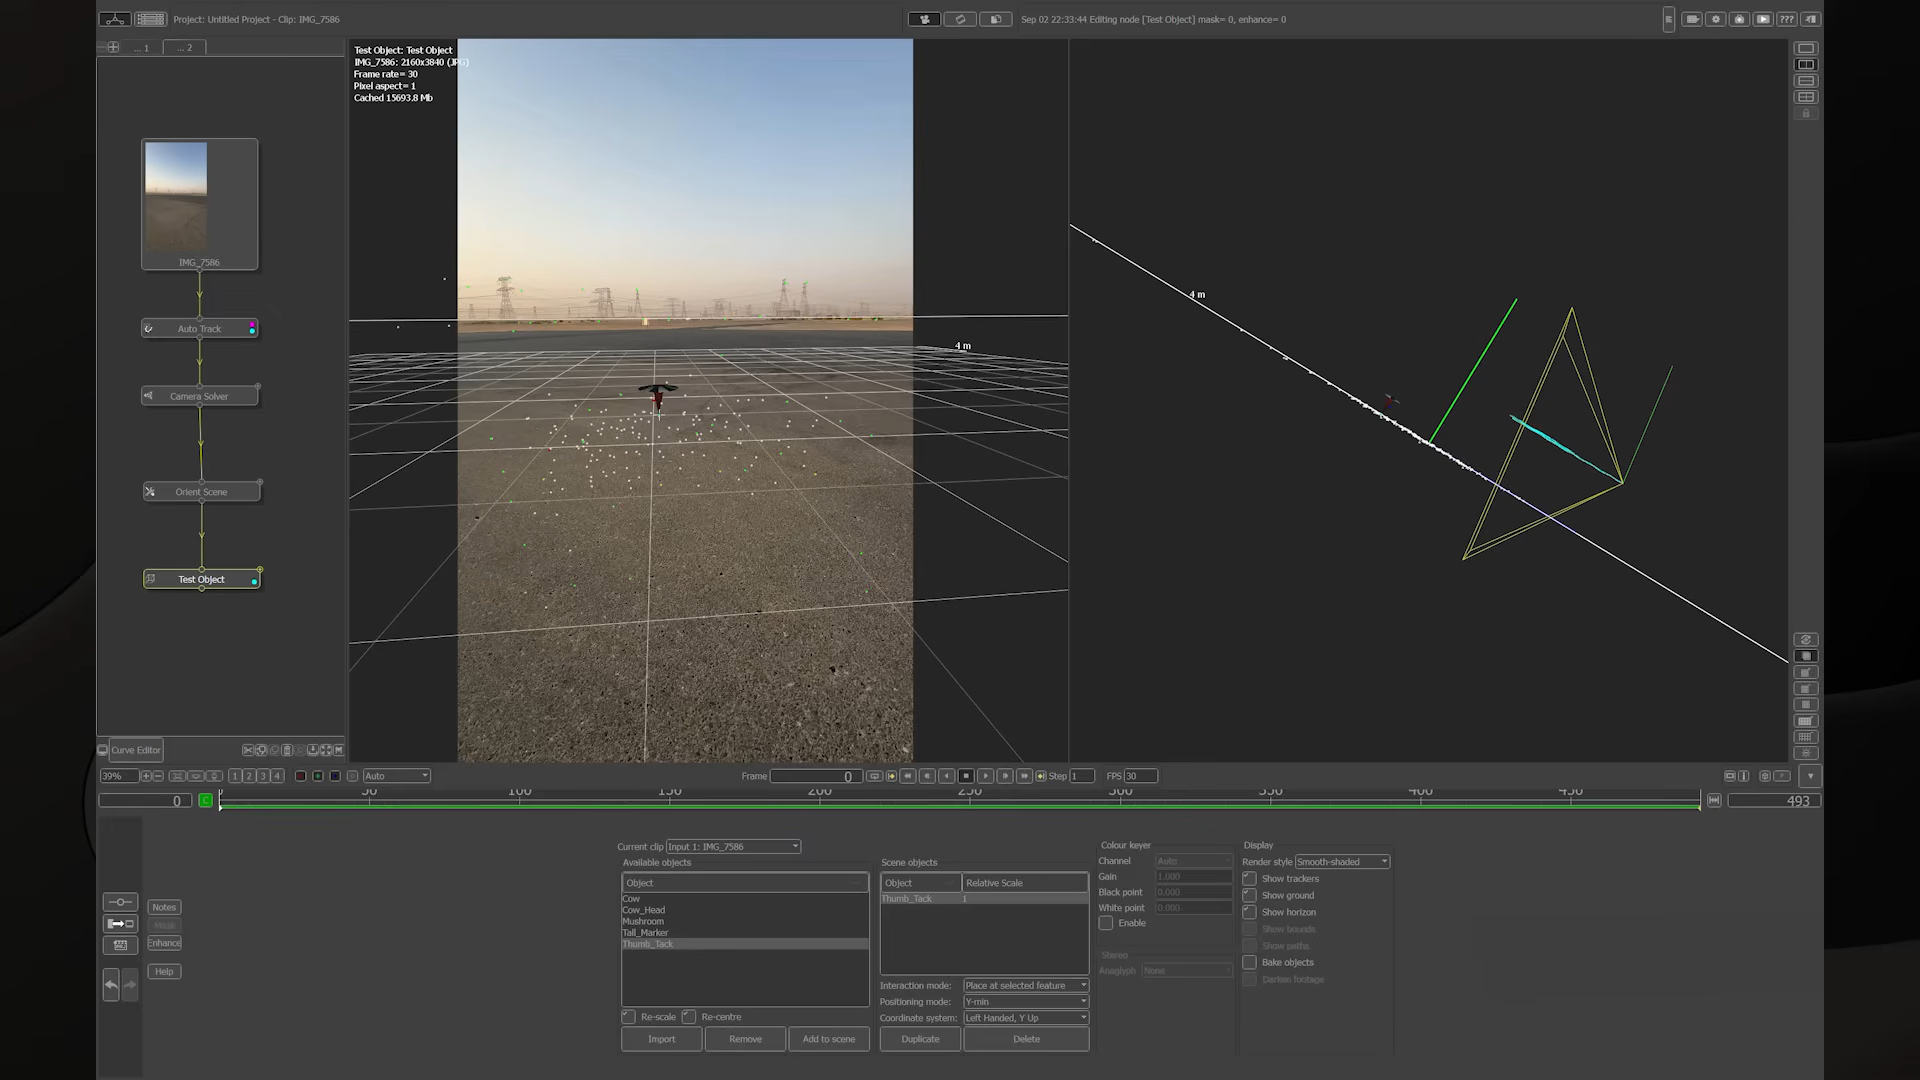 Project: Untitled Project - Clip: IMG_7586
Sep 02 22:33:44 Editing node [Test Object] mask= 0, enhance= 0
???
... 1
... 2
Test Object: Test Object
IMG_7586: 2160x3840 (JPG)
Frame rate= 30
Pixel aspect= 1
Cached 15693.8 Mb
IMG_7586
Auto Track
Camera Solver
Orient Scene
Test Object
4 m
4 m
Curve Editor
39%
1 2 3 4
Auto
Frame 0
Step 1
FPS 30
0
C
0 50 100 150 200 250 300 350 400 450
493
Notes
Mask
Enhance
Help
Current clip Input 1: IMG_7586
Available objects
Object
Cow
Cow_Head
Mushroom
Tall_Marker
Thumb_Tack
Re-scale
Re-centre
Import
Remove
Add to scene
Scene objects
Object Relative Scale
Thumb_Tack 1
Interaction mode: Place at selected feature
Positioning mode: Y-min
Coordinate system: Left Handed, Y Up
Duplicate
Delete
Colour keyer
Channel Auto
Gain 1.000
Black point 0.000
White point 0.000
Enable
Stereo
Anaglyph None
Display
Render style Smooth-shaded
Show trackers
Show ground
Show horizon
Show bounds
Show paths
Bake objects
Darken footage